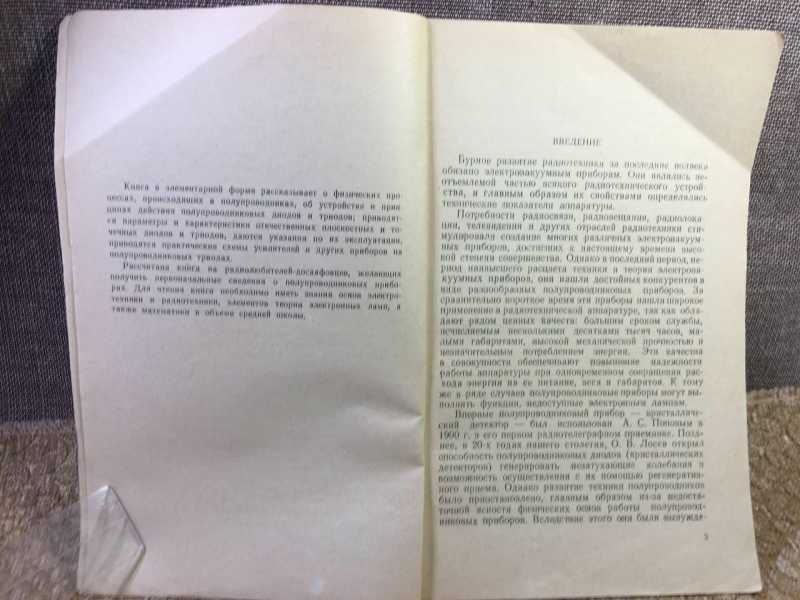 Книга в элементарной форме рассказывает о физических про-
цессах, происходящих в полупроводниках, об устройстве и прин-
ципах действия полупроводниковых диодов и триодов; приводят-
ся параметры и характеристики отечественных плоскостных и то-
чечных диодов и триодов, даются указания по их эксплуатации,
приводятся практические схемы усилителей и других приборов на
полупроводниковых триодах.
Рассчитана книга на радиолюбителей-досаафовцев, желающих
получить первоначальные сведения о полупроводниковых прибо-
рах. Для чтения книги необходимо иметь знания основ электро-
техники и радиотехники, элементов теории электронных ламп, а
также математики в объеме средней школы.
ВВЕДЕНИЕ
Бурное развитие радиотехники за последние полвека
обязано электровакуумным приборам. Они являлись не-
отъемлемой частью всякого радиотехнического устрой-
ства, и главным образом их свойствами определялись
технические показатели аппаратуры.
Потребности радиосвязи, радиовещания, радиолока-
ции, телевидения и других отраслей радиотехники сти-
мулировали создание многих различных электровакуум-
ных приборов, достигших к настоящему времени высо-
кой степени совершенства. Однако в последний период, пе-
риод наивысшего расцвета техники и теории электрова-
куумных приборов, они нашли достойных конкурентов в
виде разнообразных полупроводниковых приборов. За
сравнительно короткое время эти приборы нашли широкое
применение в радиотехнической аппаратуре, так как обла-
дают рядом ценных качеств: большим сроком службы,
исчисляемым несколькими десятками тысяч часов, ма-
лыми габаритами, высокой механической прочностью и
незначительным потреблением энергии. Эти качества
в совокупности обеспечивают повышение надежности
работы аппаратуры при одновременном сокращении рас-
хода энергии на ее питание, веса и габаритов. К тому
же в ряде случаев полупроводниковые приборы могут вы-
полнять функции, недоступные электронным лампам.
Впервые полупроводниковый прибор — кристалличе-
ский детектор — был использован А. С. Поповым в
1900 г. в его первом радиотелеграфном приемнике. Позд-
нее, в 20-х годах нашего столетия, О. В. Лосев открыл
способность полупроводниковых диодов (кристаллических
детекторов) генерировать незатухающие колебания и
возможность осуществления с их помощью регенератив-
ного приема. Однако развитие техники полупроводников
было приостановлено, главным образом из-за недоста-
точной ясности физических основ работы полупровод-
никовых приборов. Вследствие этого они были вынужде-
3